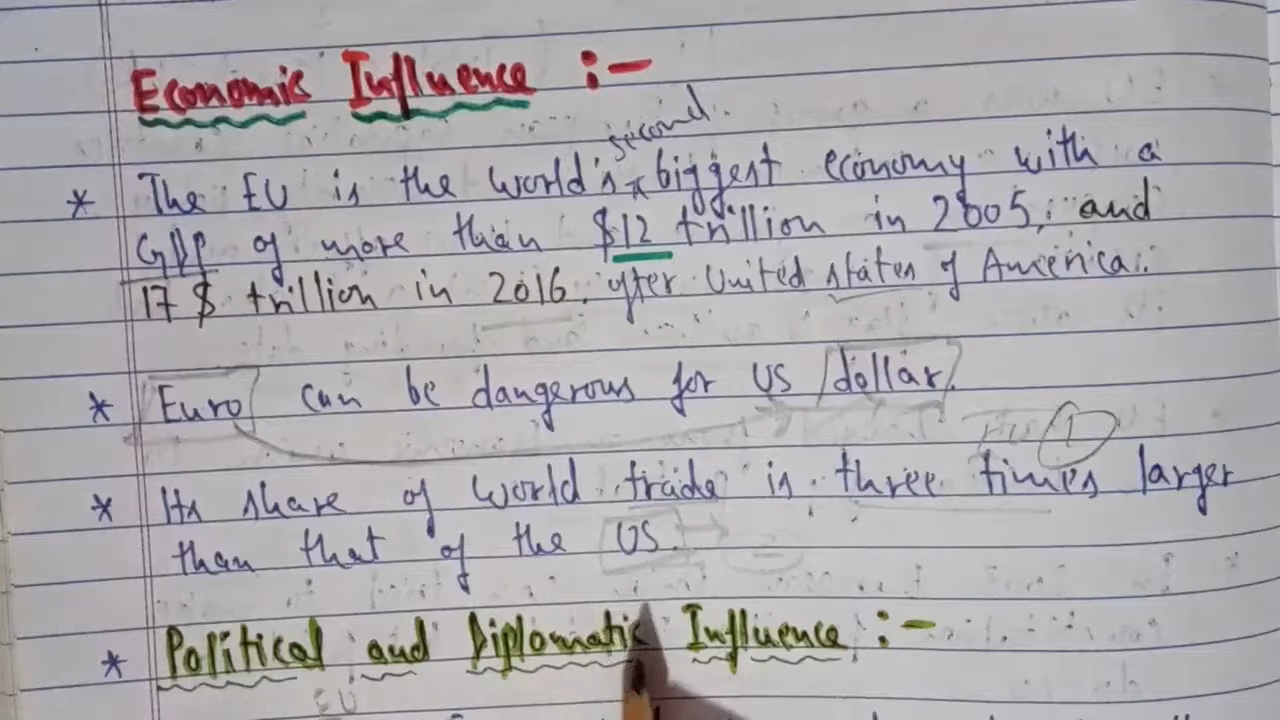 Economic Influence :-
second.
* The EU is the world's biggest economy with a
GDP of more than $12 trillion in 2005, and
17 $ trillion in 2016. after United states of America.
* Euro can be dangerous for US dollar.
1
* Its share of world trade is three times larger
than that of the US.
* Political and Diplomatic Influence :-
EU